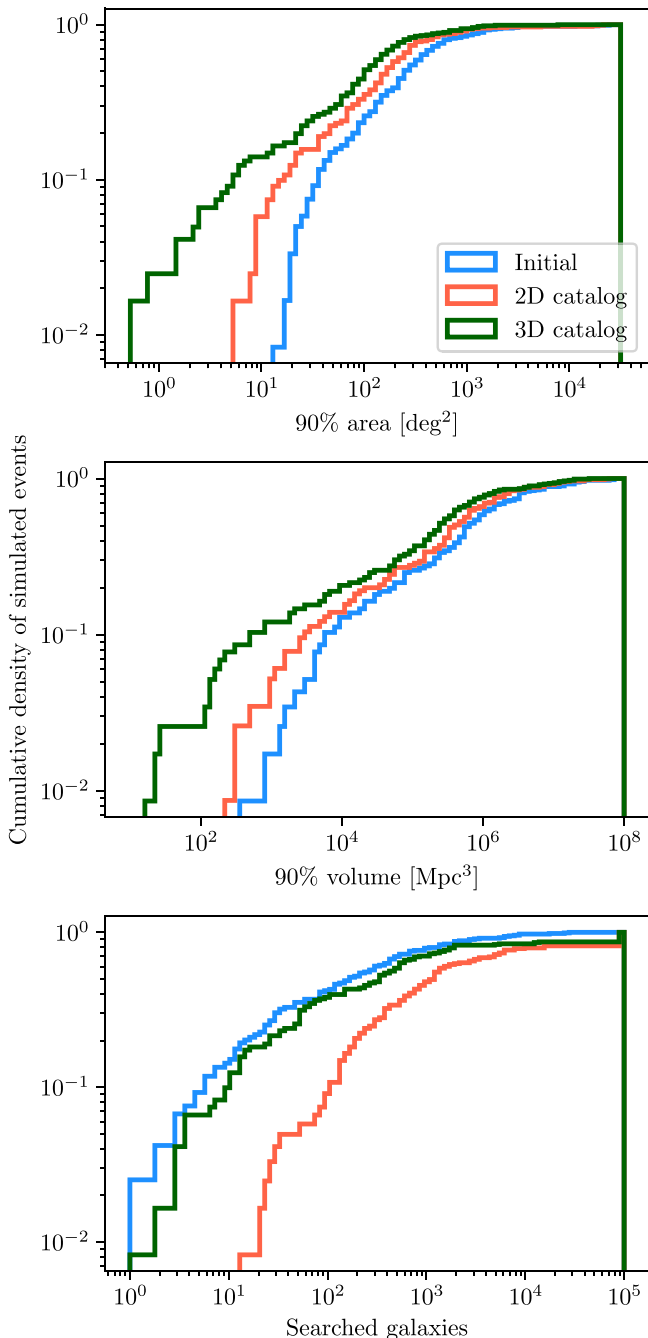 10⁰
10⁻¹
10⁻²
Initial
2D catalog
3D catalog
10⁰ 10¹ 10² 10³ 10⁴
90% area [deg²]
Cumulative density of simulated events
10⁰
10⁻¹
10⁻²
10² 10⁴ 10⁶ 10⁸
90% volume [Mpc³]
10⁰
10⁻¹
10⁻²
10⁰ 10¹ 10² 10³ 10⁴ 10⁵
Searched galaxies